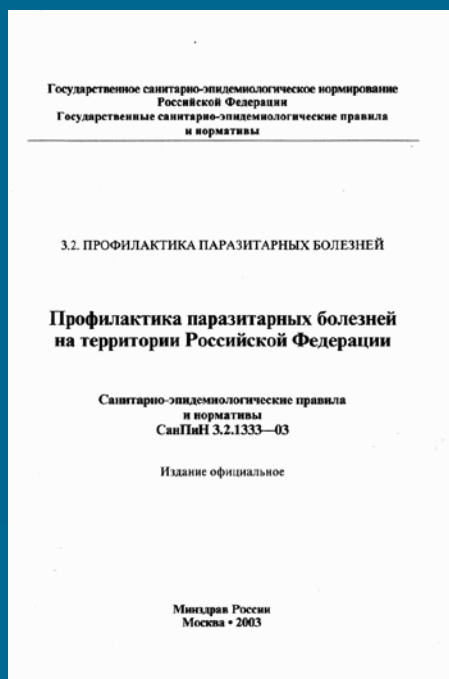 Государственное санитарно-эпидемиологическое нормирование
Российской Федерации
Государственные санитарно-эпидемиологические правила
и нормативы
3.2. ПРОФИЛАКТИКА ПАРАЗИТАРНЫХ БОЛЕЗНЕЙ
Профилактика паразитарных болезней
на территории Российской Федерации
Санитарно-эпидемиологические правила
и нормативы
СанПиН 3.2.1333—03
Издание официальное
Минздрав России
Москва • 2003